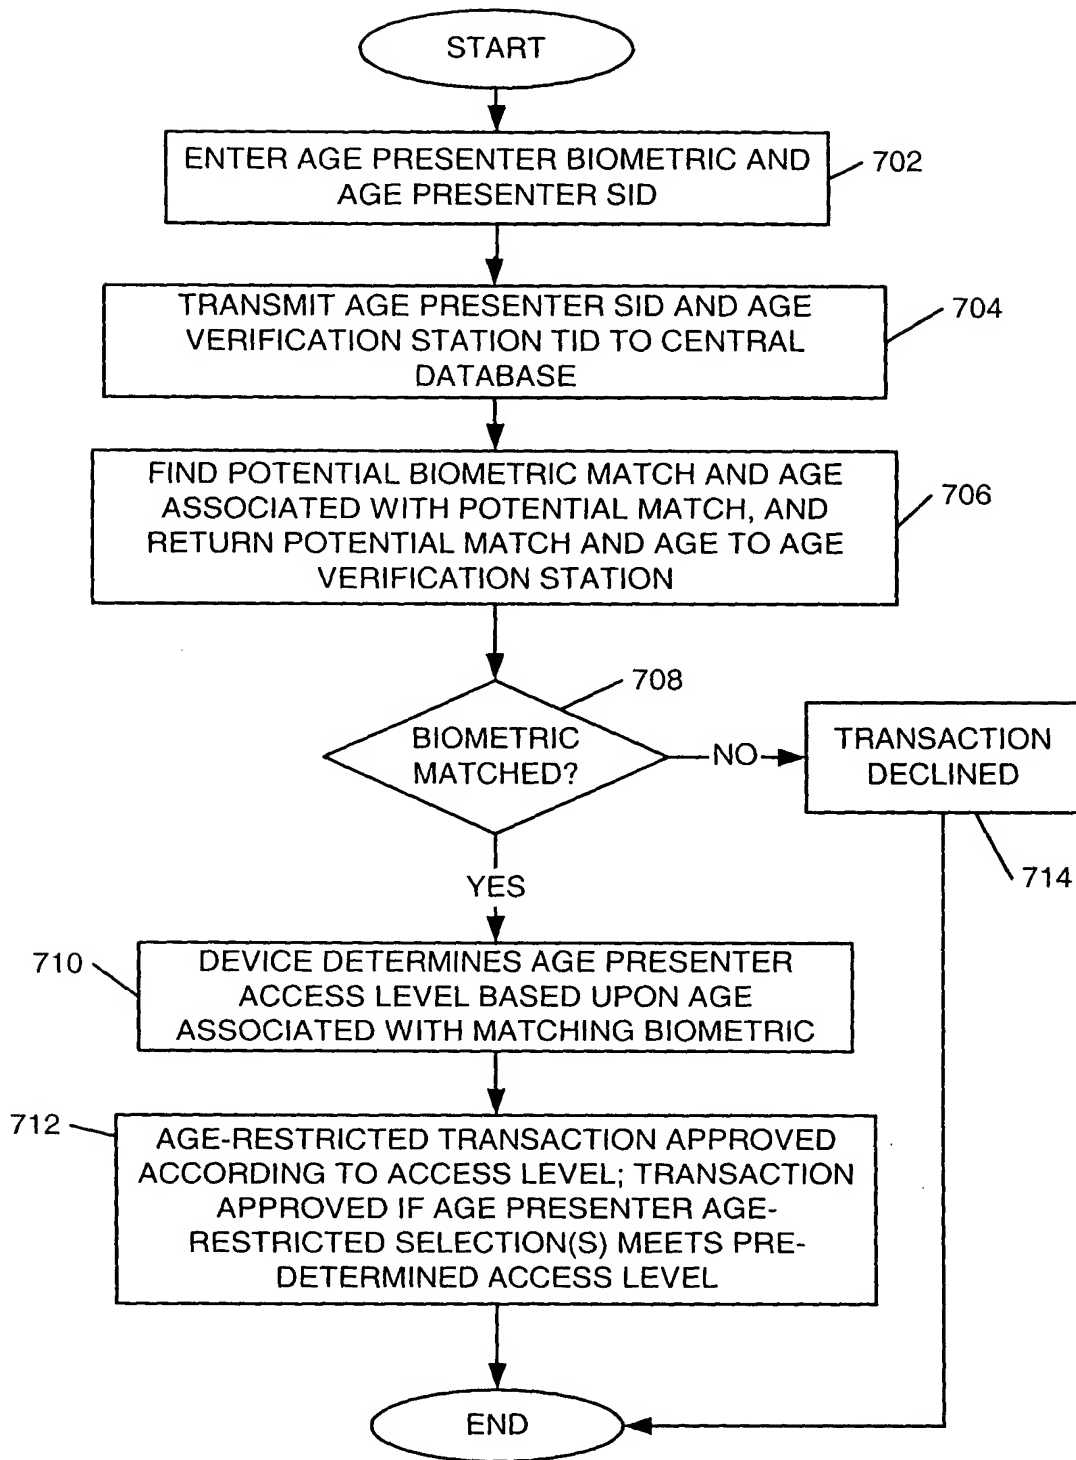 START
ENTER AGE PRESENTER BIOMETRIC AND
AGE PRESENTER SID
702
TRANSMIT AGE PRESENTER SID AND AGE
VERIFICATION STATION TID TO CENTRAL
DATABASE
704
FIND POTENTIAL BIOMETRIC MATCH AND AGE
ASSOCIATED WITH POTENTIAL MATCH, AND
RETURN POTENTIAL MATCH AND AGE TO AGE
VERIFICATION STATION
706
708
BIOMETRIC
MATCHED?
NO
TRANSACTION
DECLINED
714
YES
710
DEVICE DETERMINES AGE PRESENTER
ACCESS LEVEL BASED UPON AGE
ASSOCIATED WITH MATCHING BIOMETRIC
712
AGE-RESTRICTED TRANSACTION APPROVED
ACCORDING TO ACCESS LEVEL; TRANSACTION
APPROVED IF AGE PRESENTER AGE-
RESTRICTED SELECTION(S) MEETS PRE-
DETERMINED ACCESS LEVEL
END